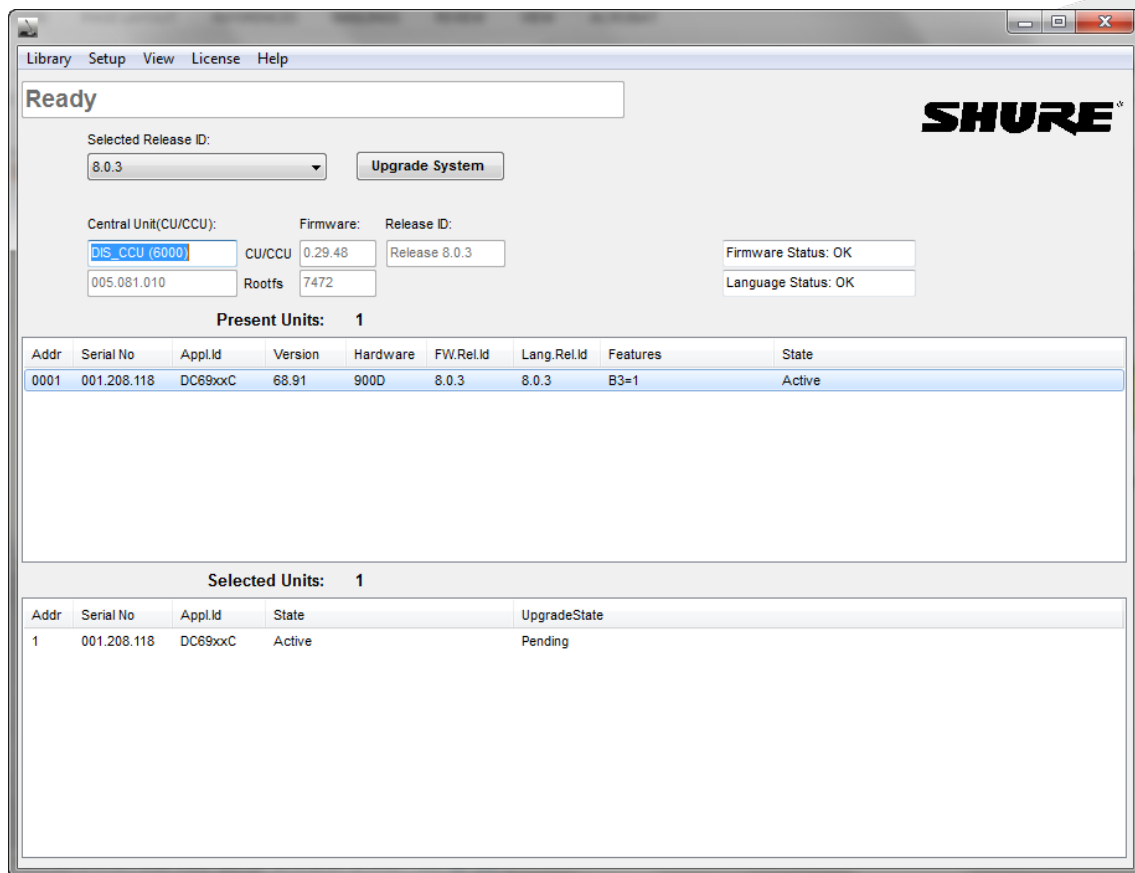 Library Setup View License Help
Ready
SHURE
Selected Release ID:
8.0.3 Upgrade System
Central Unit(CU/CCU): Firmware: Release ID:
DIS_CCU (6000) CU/CCU 0.29.48 Release 8.0.3 Firmware Status: OK
005.081.010 Rootfs 7472 Language Status: OK
Present Units: 1
Addr Serial No Appl.Id Version Hardware FW.Rel.Id Lang.Rel.Id Features State
0001 001.208.118 DC69xxC 68.91 900D 8.0.3 8.0.3 B3=1 Active
Selected Units: 1
Addr Serial No Appl.Id State UpgradeState
1 001.208.118 DC69xxC Active Pending